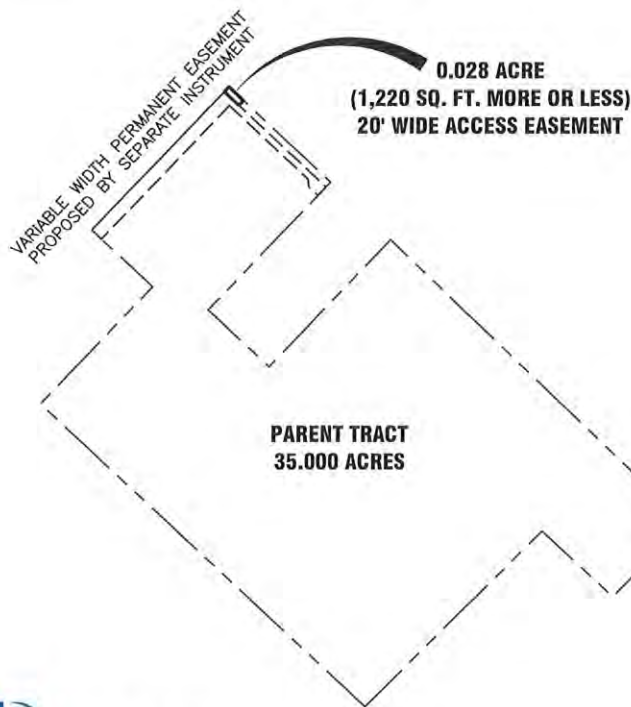 VARIABLE WIDTH PERMANENT EASEMENT
PROPOSED BY SEPARATE INSTRUMENT
0.028 ACRE
(1,220 SQ. FT. MORE OR LESS)
20' WIDE ACCESS EASEMENT
PARENT TRACT
35.000 ACRES